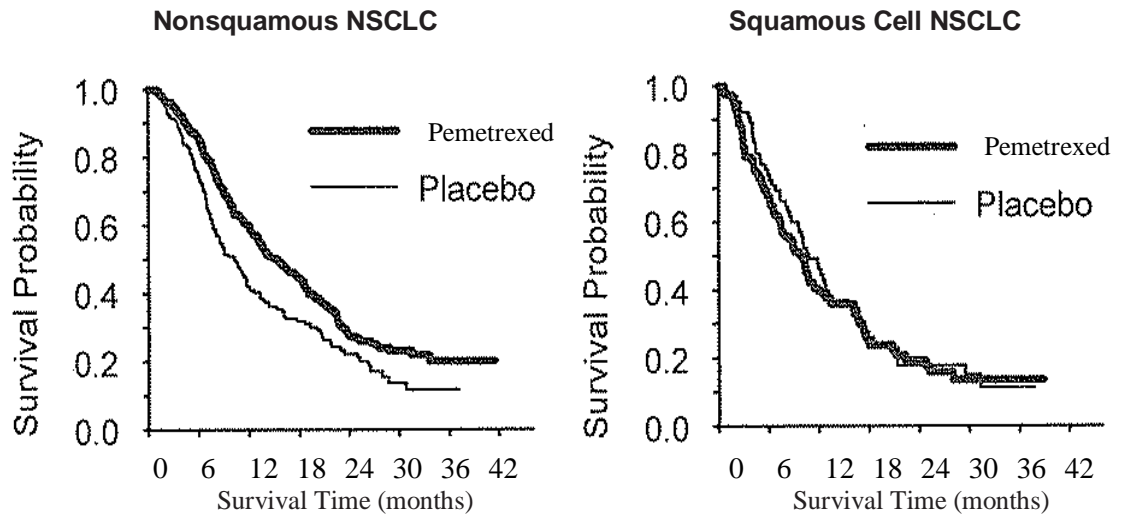 Nonsquamous NSCLC
Survival Probability
1.0
0.8
0.6
0.4
0.2
0.0
Pemetrexed
Placebo
0 6 12 18 24 30 36 42
Survival Time (months)
Squamous Cell NSCLC
Survival Probability
1.0
0.8
0.6
0.4
0.2
0.0
Pemetrexed
Placebo
0 6 12 18 24 30 36 42
Survival Time (months)